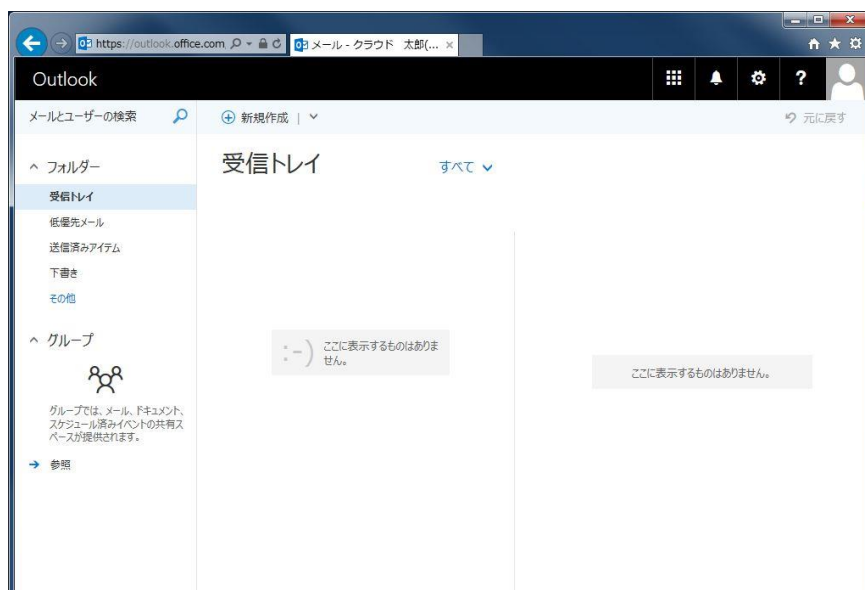 https://outlook.office.com
メール - クラウド 太郎(...
Outlook
?
メールとユーザーの検索
新規作成 |
元に戻す
フォルダー
受信トレイ
低優先メール
送信済みアイテム
下書き
その他
グループ
グループでは、メール、ドキュメント、
スケジュール済みイベントの共有ス
ペースが提供されます。
参照
受信トレイ
すべて
:-)
ここに表示するものはありま
せん。
ここに表示するものはありません。